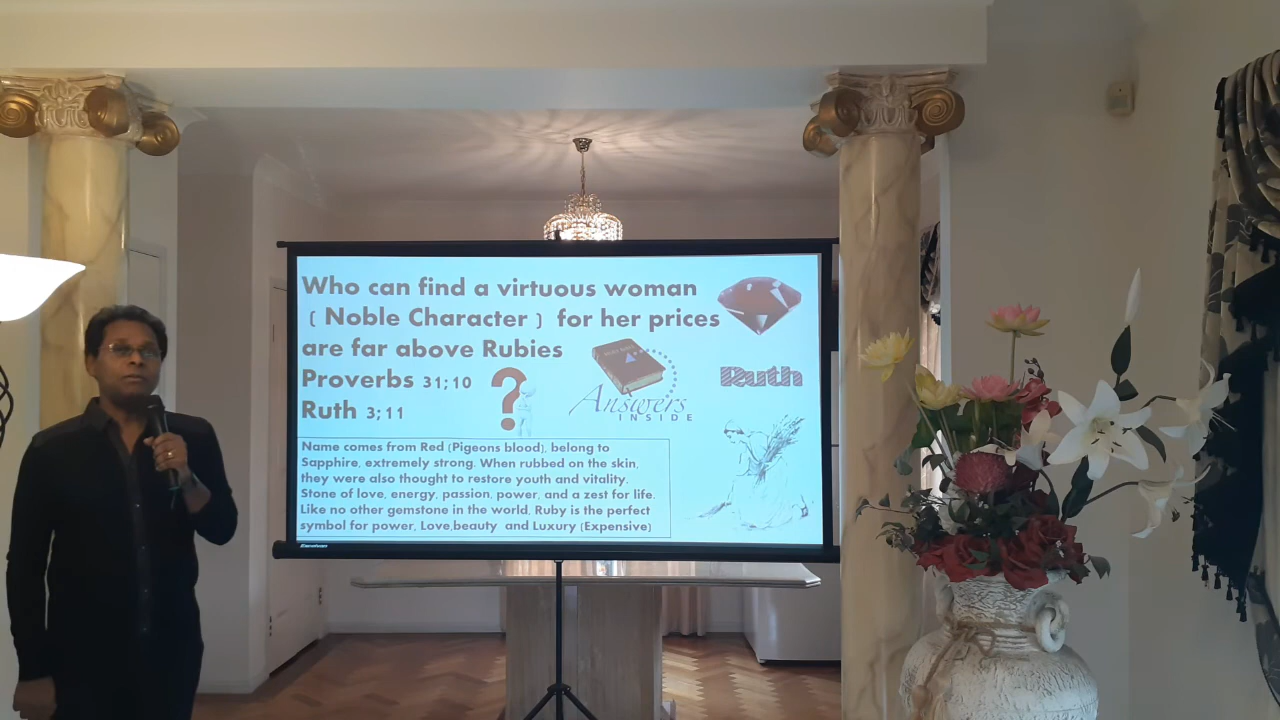 Who can find a virtuous woman
( Noble Character ) for her prices
are far above Rubies
Proverbs 31;10
Ruth 3;11
?
Answers
INSIDE
Ruth
Name comes from Red (Pigeons blood), belong to
Sapphire, extremely strong. When rubbed on the skin,
they were also thought to restore youth and vitality.
Stone of love, energy, passion, power, and a zest for life.
Like no other gemstone in the world, Ruby is the perfect
symbol for power, Love,beauty and Luxury (Expensive)